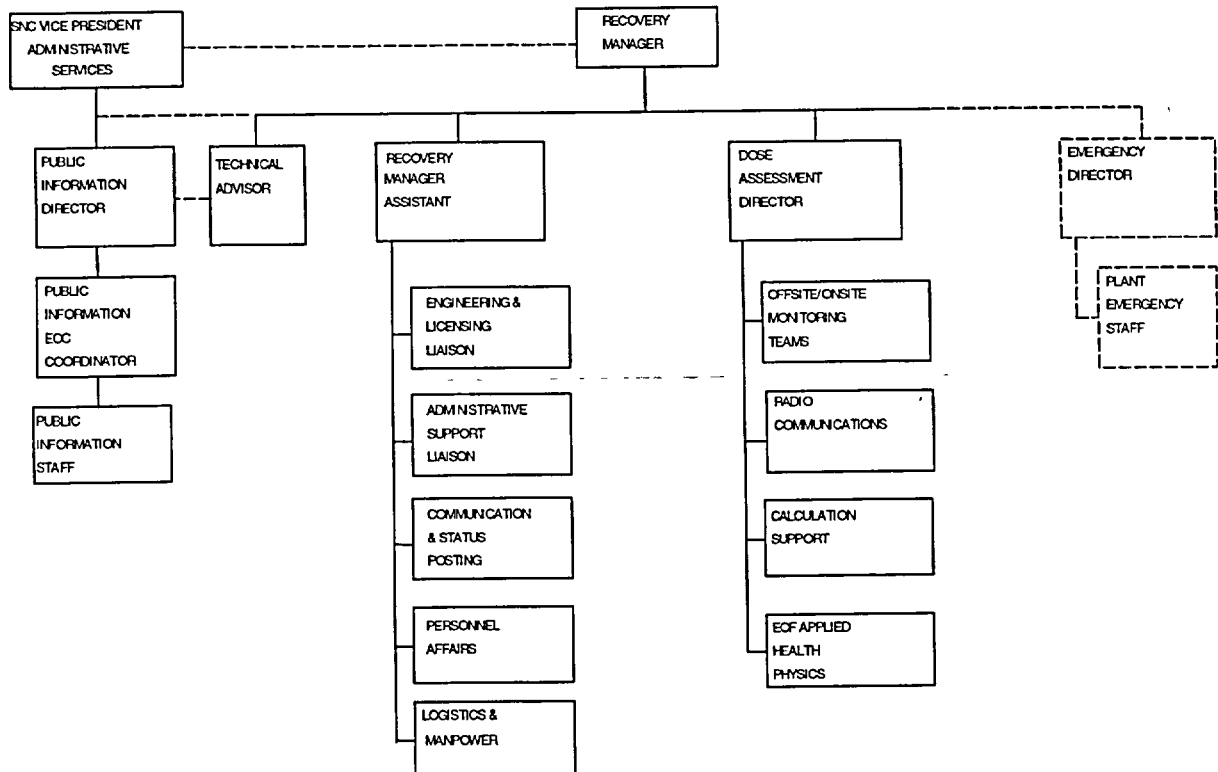 SNC VICE PRESIDENT
ADMINISTRATIVE
SERVICES
RECOVERY
MANAGER
PUBLIC
INFORMATION
DIRECTOR
TECHNICAL
ADVISOR
RECOVERY
MANAGER
ASSISTANT
DOSE
ASSESSMENT
DIRECTOR
EMERGENCY
DIRECTOR
PUBLIC
INFORMATION
EOC
COORDINATOR
PUBLIC
INFORMATION
STAFF
ENGINEERING &
LICENSING
LIAISON
ADMINISTRATIVE
SUPPORT
LIAISON
COMMUNICATION
& STATUS
POSTING
PERSONNEL
AFFAIRS
LOGISTICS &
MANPOWER
OFFSITE/ONSITE
MONITORING
TEAMS
RADIO
COMMUNICATIONS
CALCULATION
SUPPORT
EOF APPLIED
HEALTH
PHYSICS
PLANT
EMERGENCY
STAFF